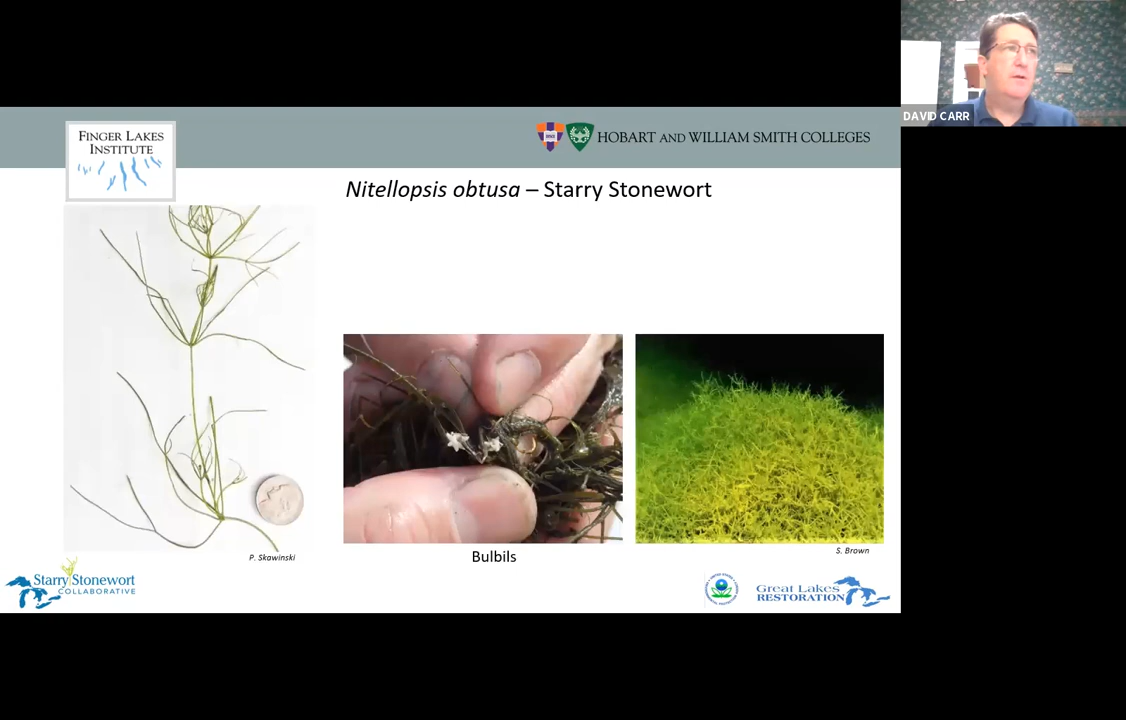 DAVID CARR
FINGER LAKES
INSTITUTE
HOBART AND WILLIAM SMITH COLLEGES
Nitellopsis obtusa – Starry Stonewort
P. Skawinski
Bulbils
S. Brown
Starry Stonewort
COLLABORATIVE
Great Lakes
RESTORATION